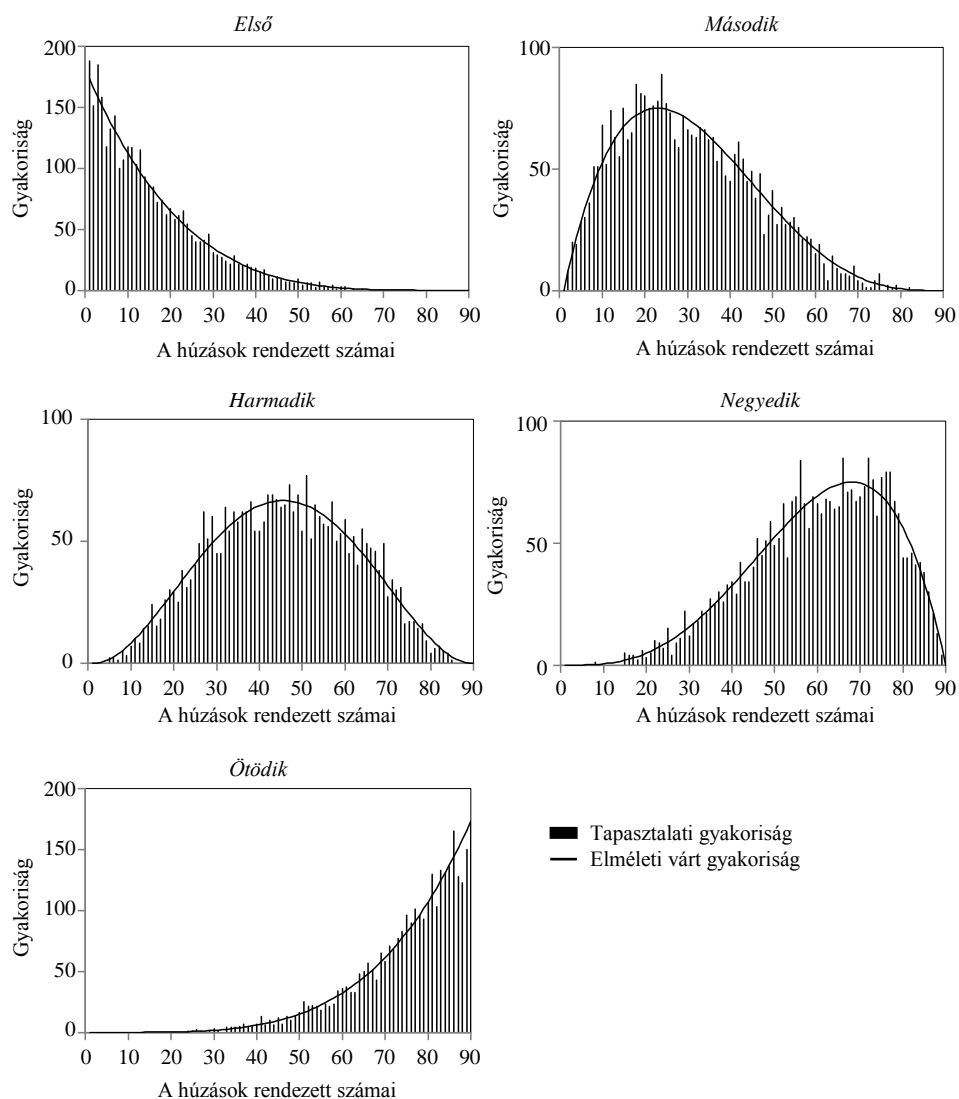 Első
200
150
100
50
0
Gyakoriság
0 10 20 30 40 50 60 70 80 90
A húzások rendezett számai
Második
100
50
0
Gyakoriság
0 10 20 30 40 50 60 70 80 90
A húzások rendezett számai
Harmadik
100
50
0
Gyakoriság
0 10 20 30 40 50 60 70 80 90
A húzások rendezett számai
Negyedik
100
50
0
Gyakoriság
0 10 20 30 40 50 60 70 80 90
A húzások rendezett számai
Ötödik
200
150
100
50
0
Gyakoriság
0 10 20 30 40 50 60 70 80 90
A húzások rendezett számai
Tapasztalati gyakoriság
Elméleti várt gyakoriság